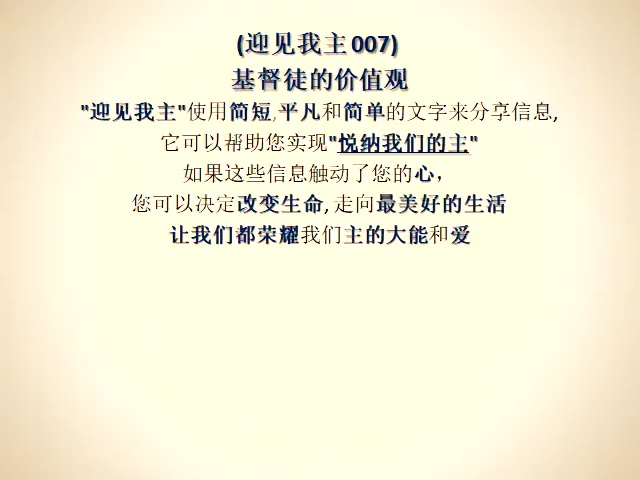 (迎见我主007)
基督徒的价值观
"迎见我主"使用简短,平凡和简单的文字来分享信息,
它可以帮助您实现"悦纳我们的主"
如果这些信息触动了您的心，
您可以决定改变生命, 走向最美好的生活
让我们都荣耀我们主的大能和爱